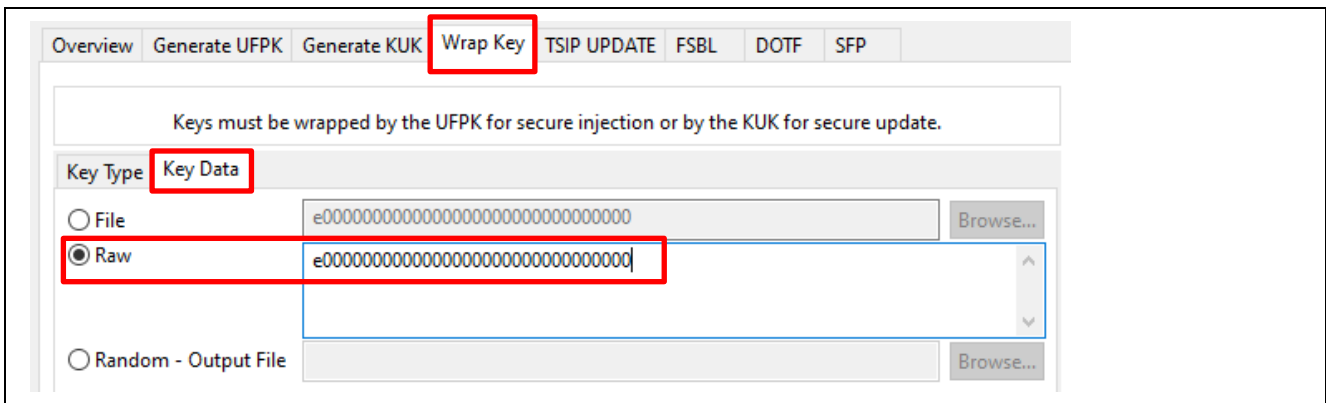 Overview Generate UFPK Generate KUK Wrap Key TSIP UPDATE FSBL DOTF SFP
Keys must be wrapped by the UFPK for secure injection or by the KUK for secure update.
Key Type Key Data
File e0000000000000000000000000000000 Browse...
Raw e0000000000000000000000000000000
Random - Output File Browse...